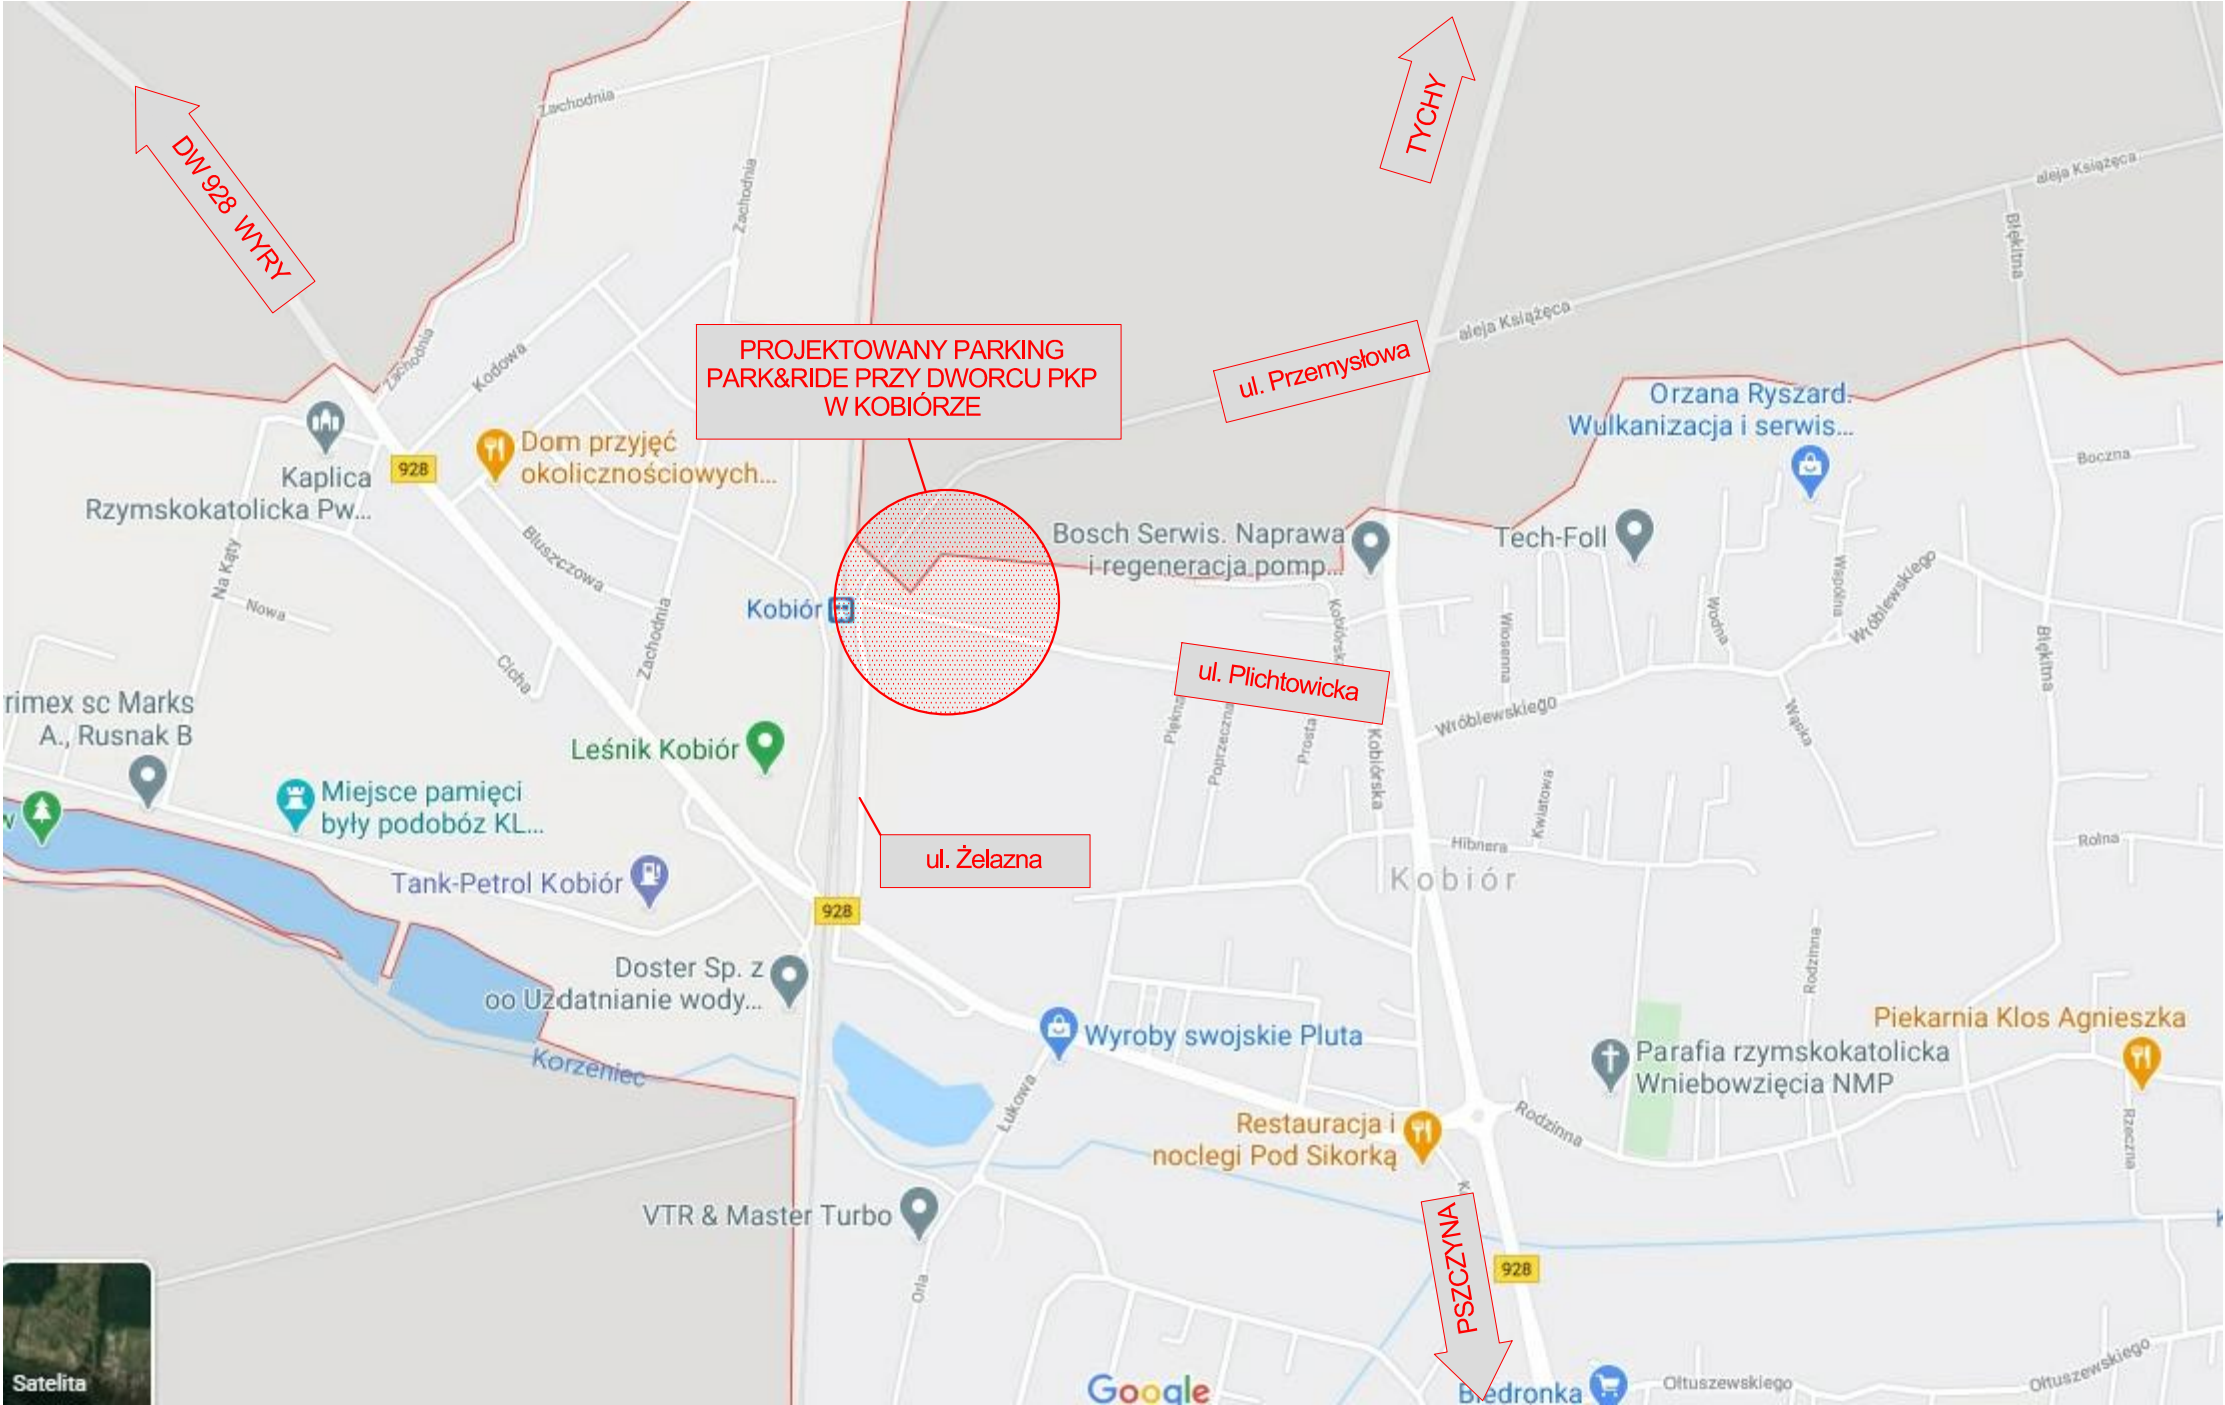 TYCHY
DW 928 WYRY
Zachodnia
Zachodnia
aleja Książęca
Błękitna
aleja Książęca
PROJEKTOWANY PARKING
PARK&RIDE PRZY DWORCU PKP
W KOBIÓRZE
ul. Przemysłowa
Zachodnia
Kodowa
Orzana Ryszard.
Wulkanizacja i serwis...
Kaplica
Rzymskokatolicka Pw...
928
Dom przyjęć
okolicznościowych...
Boczna
Bosch Serwis. Naprawa
i regeneracja pomp...
Tech-Foll
Na Kąty
Nowa
Bluszczowa
Cicha
Zachodnia
Kobiór
Wiosenna
Wodna
Wspólna
Wróblewskiego
Błękitna
ul. Plichtowicka
Piękna
Poprzeczna
Prosta
Kobiórska
Wróblewskiego
Wąska
rimex sc Marks
A., Rusnak B
Leśnik Kobiór
Miejsce pamięci
były podobóz KL...
ul. Żelazna
Kwiatowa
Hibnera
Rolna
Kobiór
Tank-Petrol Kobiór
928
Doster Sp. z
oo Uzdatnianie wody...
Rodzinna
Korzeniec
Wyroby swojskie Pluta
Piekarnia Klos Agnieszka
Parafia rzymskokatolicka
Wniebowzięcia NMP
Łukowa
Restauracja i
noclegi Pod Sikorką
Rodzinna
Rzeczna
VTR & Master Turbo
Orla
PSZCZYNA
928
Satelita
Google
Biedronka
Ołtuszewskiego
Ołtuszewskiego